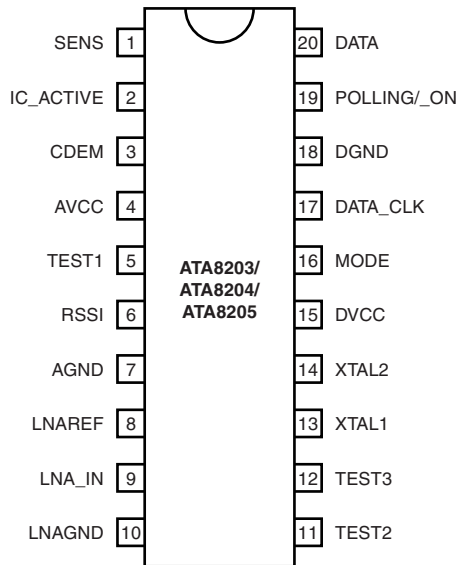 SENS 1 20 DATA
IC_ACTIVE 2 19 POLLING/_ON
CDEM 3 18 DGND
AVCC 4 17 DATA_CLK
TEST1 5 16 MODE
ATA8203/
ATA8204/
ATA8205
RSSI 6 15 DVCC
AGND 7 14 XTAL2
LNAREF 8 13 XTAL1
LNA_IN 9 12 TEST3
LNAGND 10 11 TEST2